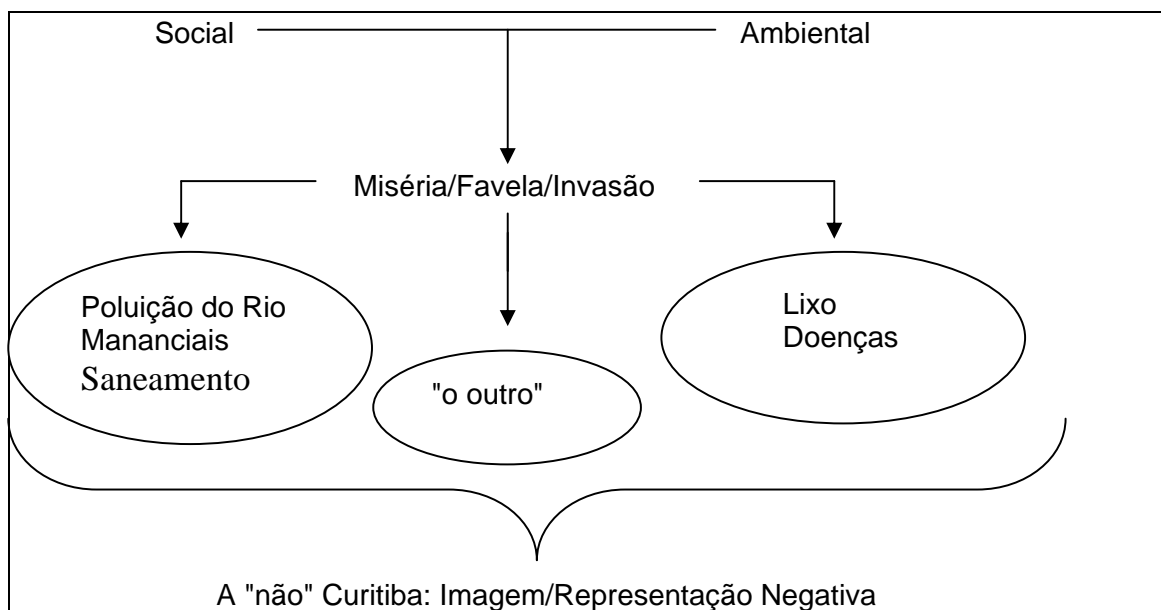 Social
Ambiental
Miséria/Favela/Invasão
Poluição do Rio
Mananciais
Saneamento
"o outro"
Lixo
Doenças
A "não" Curitiba: Imagem/Representação Negativa